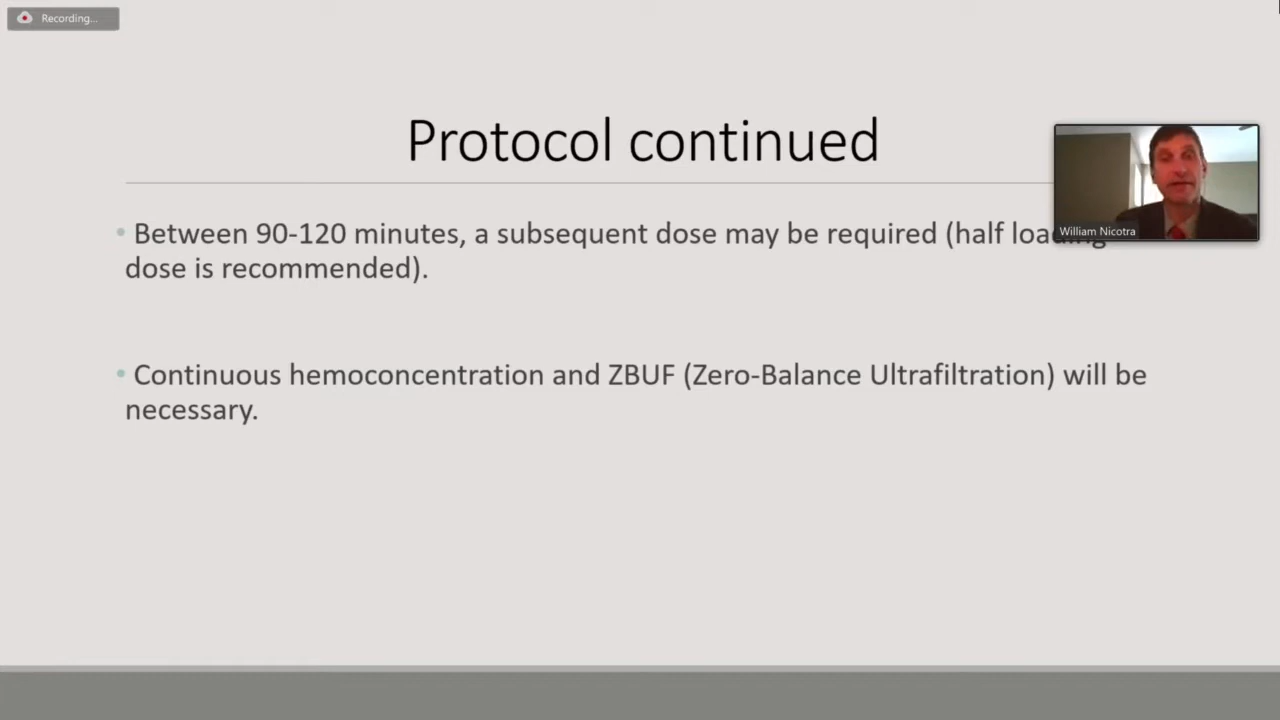 Recording...
Protocol continued
• Between 90-120 minutes, a subsequent dose may be required (half loading
dose is recommended).
William Nicotra
• Continuous hemoconcentration and ZBUF (Zero-Balance Ultrafiltration) will be
necessary.